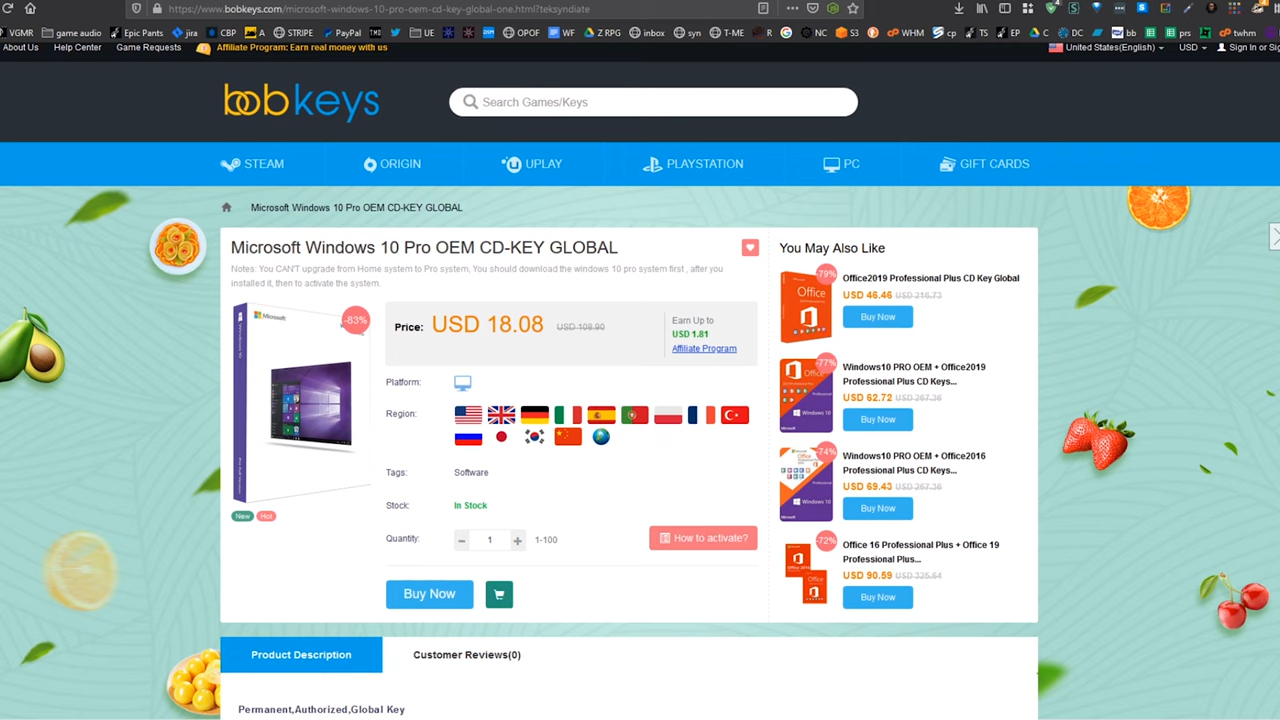 https://www.bobkeys.com/microsoft-windows-10-pro-oem-cd-key-global-one.html?teksyndiate
VGMR game audio Epic Pants jira CBP A STRIPE PayPal TM UE OPOF WF Z RPG inbox syn T-ME R G NC S3 WHM cp TS EP C DC bb prs twhm
About Us Help Center Game Requests Affiliate Program: Earn real money with us United States(English) USD Sign In or Sig
bobkeys
Search Games/Keys
STEAM ORIGIN UPLAY PLAYSTATION PC GIFT CARDS
Microsoft Windows 10 Pro OEM CD-KEY GLOBAL
Microsoft Windows 10 Pro OEM CD-KEY GLOBAL
Notes: You CAN'T upgrade from Home system to Pro system, You should download the windows 10 pro system first , after you
installed it, then to activate the system.
Microsoft
-83%
New Hot
Price: USD 18.08 USD 108.90
Earn Up to
USD 1.81
Affiliate Program
Platform:
Region:
Tags: Software
Stock: In Stock
Quantity: 1 1-100
How to activate?
Buy Now
You May Also Like
-79%
Office
Office2019 Professional Plus CD Key Global
USD 46.46 USD 216.73
Buy Now
-77%
Office
Windows 10
Windows10 PRO OEM + Office2019
Professional Plus CD Keys...
USD 62.72 USD 267.36
Buy Now
-74%
Windows 10
Windows10 PRO OEM + Office2016
Professional Plus CD Keys...
USD 69.43 USD 267.36
Buy Now
-72%
Office
Office 16 Professional Plus + Office 19
Professional Plus...
USD 90.59 USD 325.64
Buy Now
Product Description Customer Reviews(0)
Permanent,Authorized,Global Key